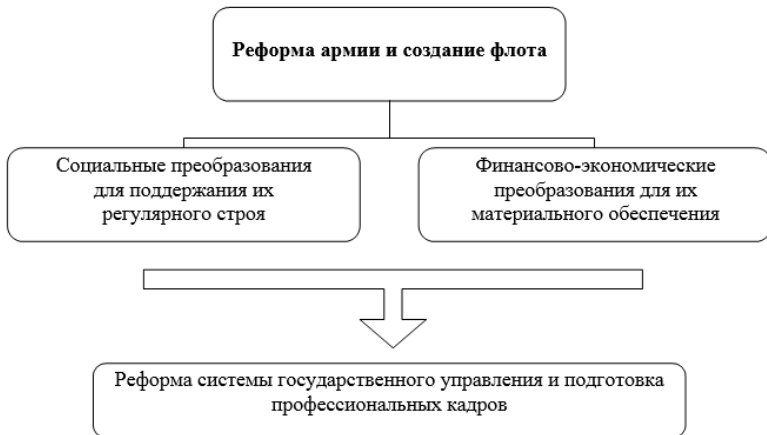 Реформа армии и создание флота
Социальные преобразования
для поддержания их
регулярного строя
Финансово-экономические
преобразования для их
материального обеспечения
Реформа системы государственного управления и подготовка
профессиональных кадров